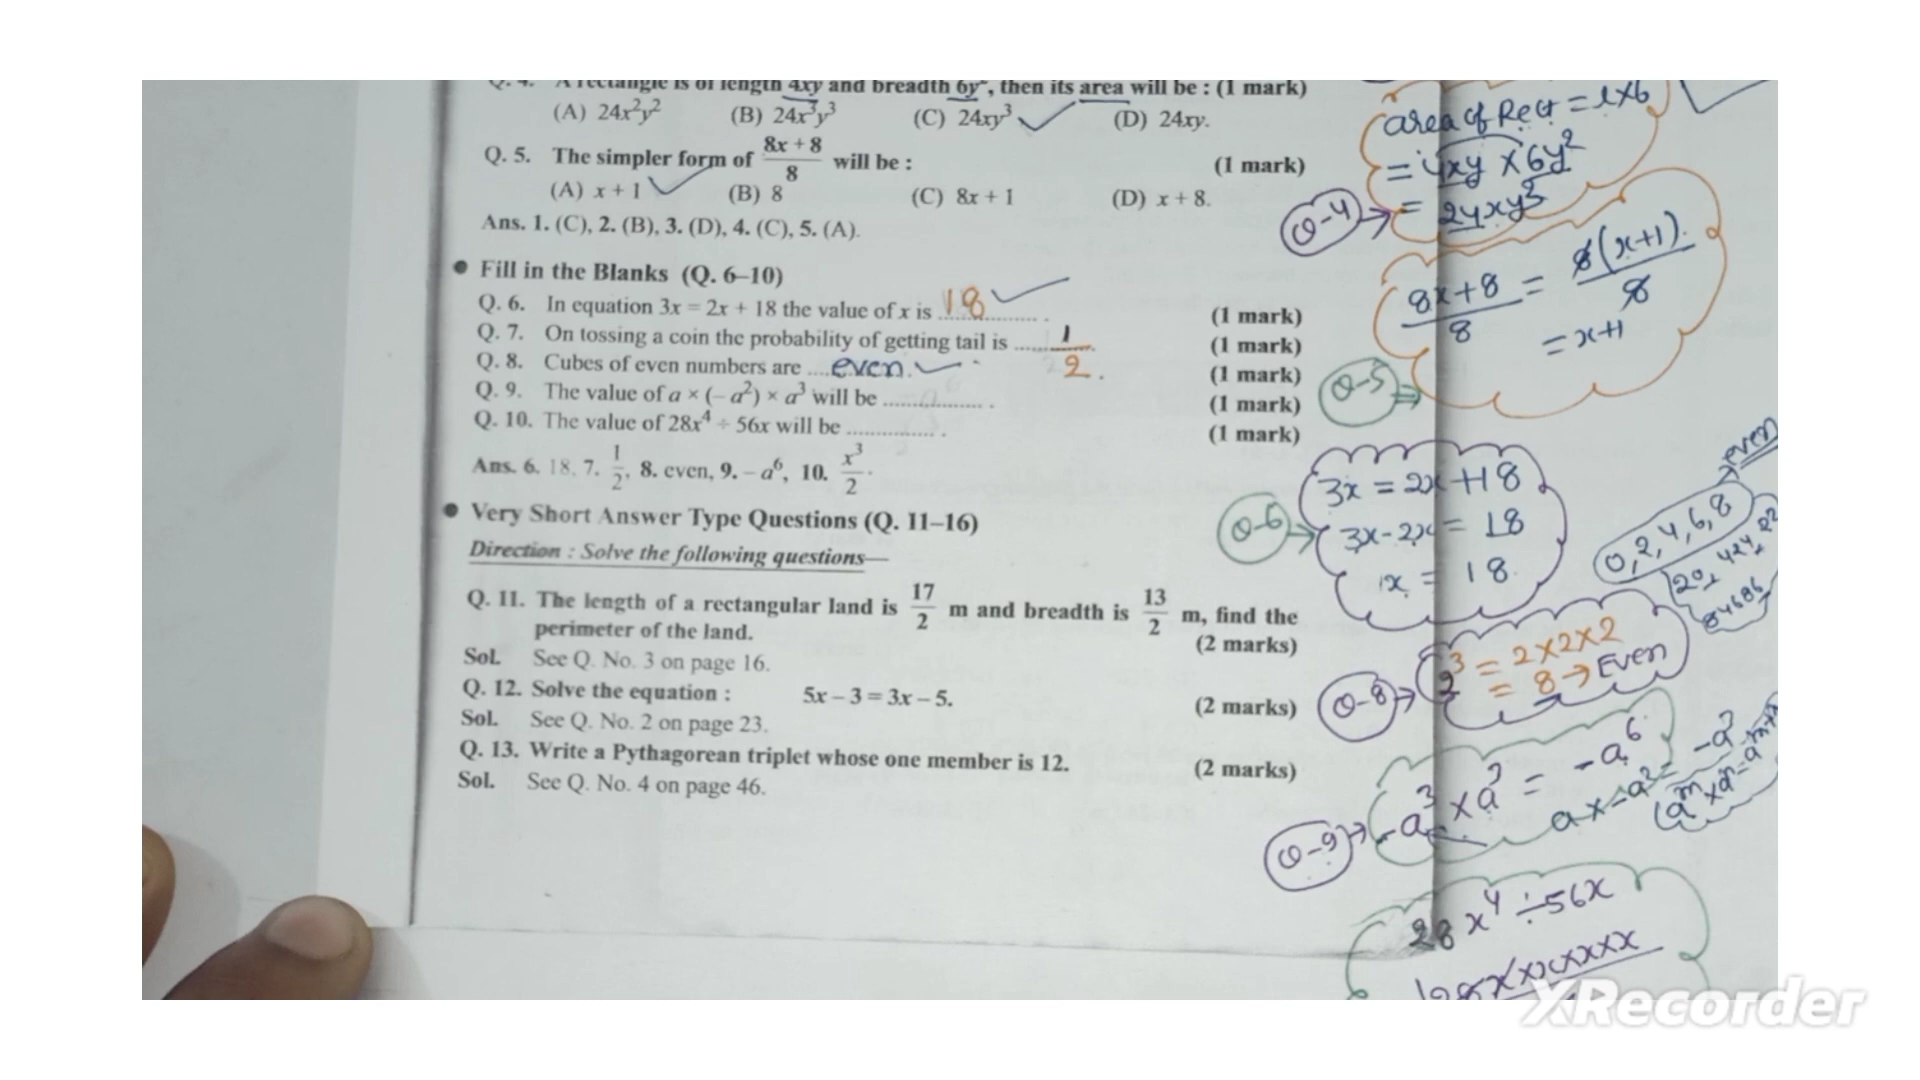 Q. 4. A rectangle is of length 4xy and breadth 6y², then its area will be : (1 mark)
(A) 24x²y² (B) 24x³y³ (C) 24xy³ (D) 24xy.
Q. 5. The simpler form of (8x + 8)/8 will be : (1 mark)
(A) x + 1 (B) 8 (C) 8x + 1 (D) x + 8.
Ans. 1. (C), 2. (B), 3. (D), 4. (C), 5. (A).
● Fill in the Blanks (Q. 6–10)
Q. 6. In equation 3x = 2x + 18 the value of x is 18 . (1 mark)
Q. 7. On tossing a coin the probability of getting tail is 1/2. (1 mark)
Q. 8. Cubes of even numbers are .... even. (1 mark)
Q. 9. The value of a × (– a²) × a³ will be ................ . (1 mark)
Q. 10. The value of 28x⁴ ÷ 56x will be .............. . (1 mark)
Ans. 6. 18, 7. 1/2, 8. even, 9. – a⁶, 10. x³/2.
● Very Short Answer Type Questions (Q. 11–16)
Direction : Solve the following questions—
Q. 11. The length of a rectangular land is 17/2 m and breadth is 13/2 m, find the
perimeter of the land. (2 marks)
Sol. See Q. No. 3 on page 16.
Q. 12. Solve the equation : 5x – 3 = 3x – 5. (2 marks)
Sol. See Q. No. 2 on page 23.
Q. 13. Write a Pythagorean triplet whose one member is 12. (2 marks)
Sol. See Q. No. 4 on page 46.
area of Rect = l×b
= 4xy × 6y²
Q-4 → = 24xy³
(8x+8)/8 = 8(x+1)/8
= x+1
Q-5 ⇒
3x = 2x + 18
Q-6 → 3x - 2x = 18
x = 18
even
0, 2, 4, 6, 8
2³ = 2×2×2
Q-8 → = 8 → Even
Q-9 → -a³ × a³ = -a⁶
a × -a² = -a³
28x⁴ ÷ 56x
XRecorder